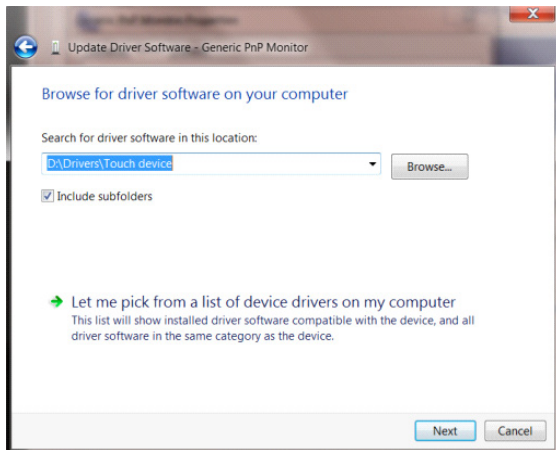 Update Driver Software - Generic PnP Monitor
Browse for driver software on your computer
Search for driver software in this location:
D:\Drivers\Touch device
Browse...
Include subfolders
Let me pick from a list of device drivers on my computer
This list will show installed driver software compatible with the device, and all
driver software in the same category as the device.
Next
Cancel